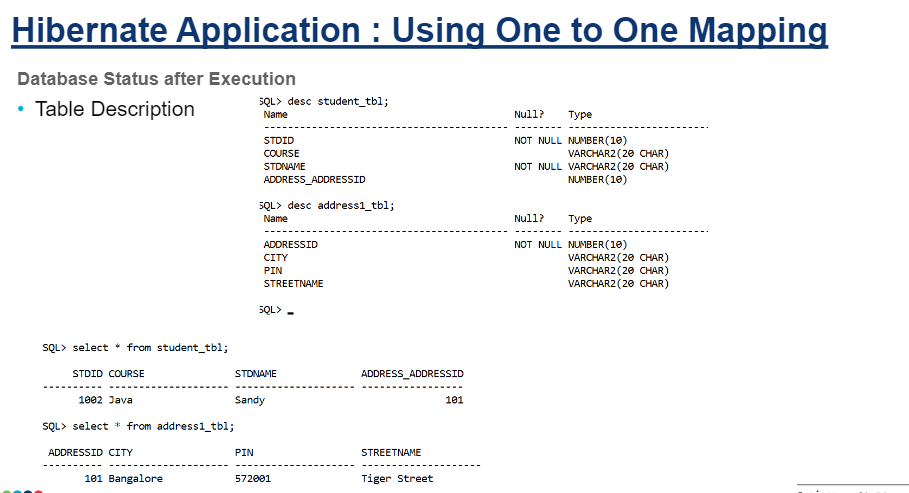 Hibernate Application : Using One to One Mapping
Database Status after Execution
• Table Description
SQL> desc student_tbl;
Name Null? Type
----------------------------------------- -------- ----------------------------
STDID NOT NULL NUMBER(10)
COURSE VARCHAR2(20 CHAR)
STDNAME NOT NULL VARCHAR2(20 CHAR)
ADDRESS_ADDRESSID NUMBER(10)
SQL> desc address1_tbl;
Name Null? Type
----------------------------------------- -------- ----------------------------
ADDRESSID NOT NULL NUMBER(10)
CITY VARCHAR2(20 CHAR)
PIN VARCHAR2(20 CHAR)
STREETNAME VARCHAR2(20 CHAR)
SQL> _
SQL> select * from student_tbl;
STDID COURSE STDNAME ADDRESS_ADDRESSID
---------- -------------------- -------------------- -----------------
1002 Java Sandy 101
SQL> select * from address1_tbl;
ADDRESSID CITY PIN STREETNAME
---------- -------------------- -------------------- --------------------
101 Bangalore 572001 Tiger Street